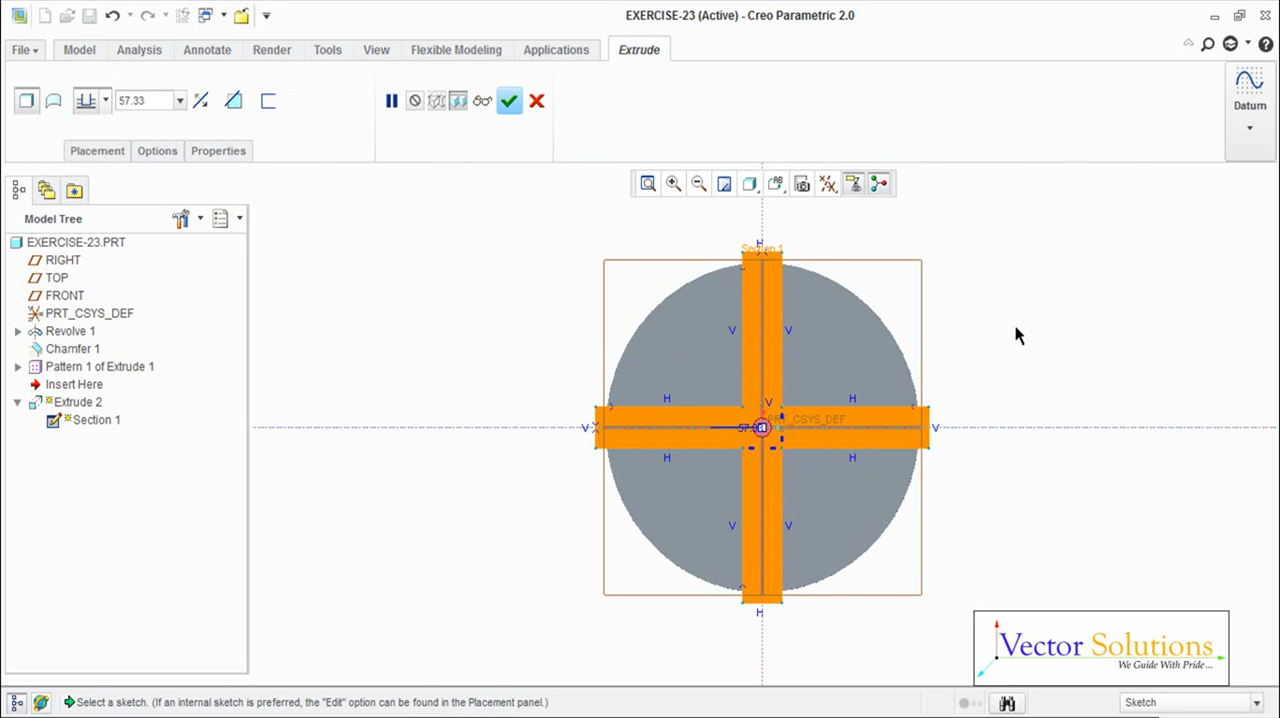 EXERCISE-23 (Active) - Creo Parametric 2.0
File Model Analysis Annotate Render Tools View Flexible Modeling Applications Extrude
57.33
Datum
Placement Options Properties
Model Tree
EXERCISE-23.PRT
RIGHT
TOP
FRONT
PRT_CSYS_DEF
Revolve 1
Chamfer 1
Pattern 1 of Extrude 1
Insert Here
Extrude 2
Section 1
H
Section 1
V V
H H
V
PRT_CSYS_DEF
V V
H H
V V
H
Vector Solutions
We Guide With Pride...
Select a sketch. (If an internal sketch is preferred, the "Edit" option can be found in the Placement panel.)
Sketch